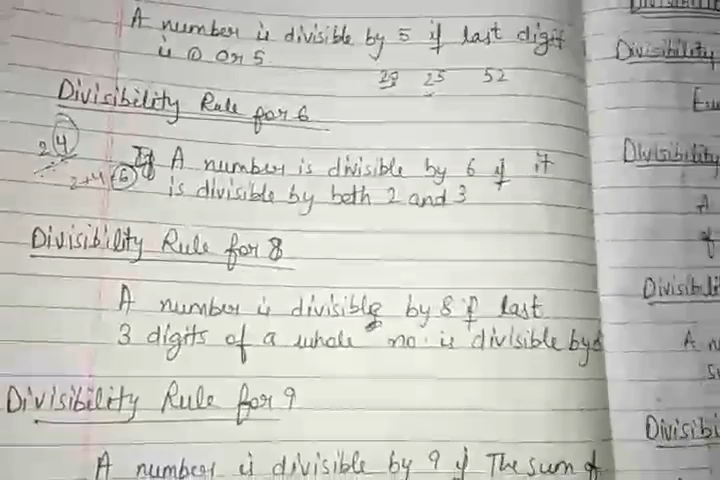 A number is divisible by 5 if last digit
is 0 or 5
20 25 52
Divisibility Rule for 6
24
2+4 6
If A number is divisible by 6 if it
is divisible by both 2 and 3
Divisibility Rule for 8
A number is divisible by 8 if last
3 digits of a whole no. is divisible by 8
Divisibility Rule for 9
A number is divisible by 9 if The sum of
Divisibility
Divisibility
A
of
A